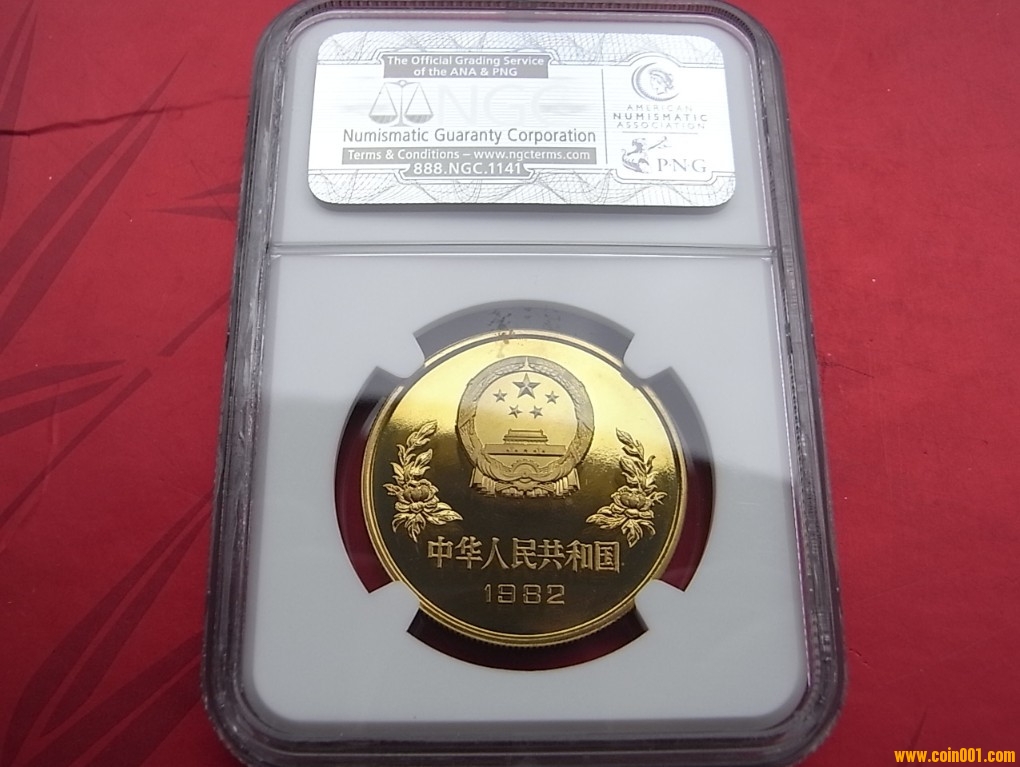 The Official Grading Service
of the ANA & PNG
NGC
Numismatic Guaranty Corporation
Terms & Conditions – www.ngcterms.com
888.NGC.1141
AMERICAN
NUMISMATIC
ASSOCIATION
PNG
中华人民共和国
1982
www.coin001.com